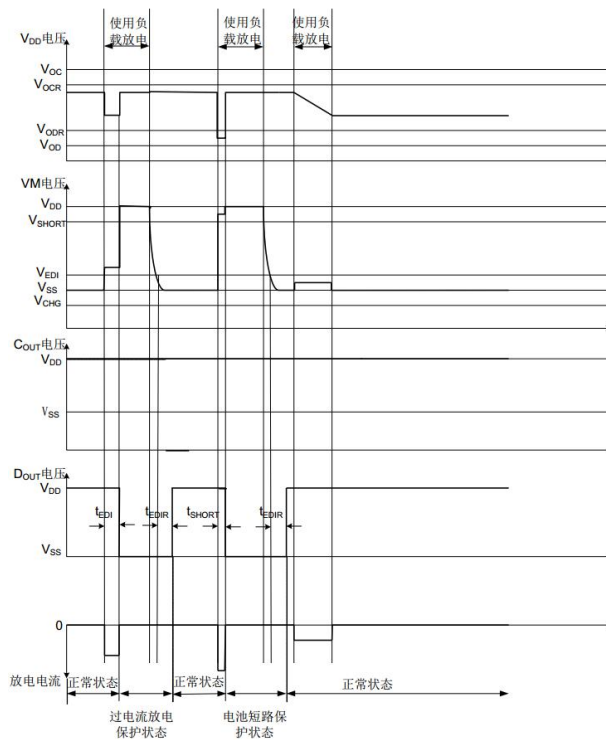 使用负
载放电
使用负
载放电
使用负
载放电
VDD电压
VOC
VOCR
VODR
VOD
VM电压
VDD
VSHORT
VEDI
VSS
VCHG
COUT电压
VDD
VSS
DOUT电压
VDD
tEDI
tEDIR
tSHORT
tEDIR
VSS
0
放电电流
正常状态
正常状态
正常状态
过电流放电
保护状态
电池短路保
护状态